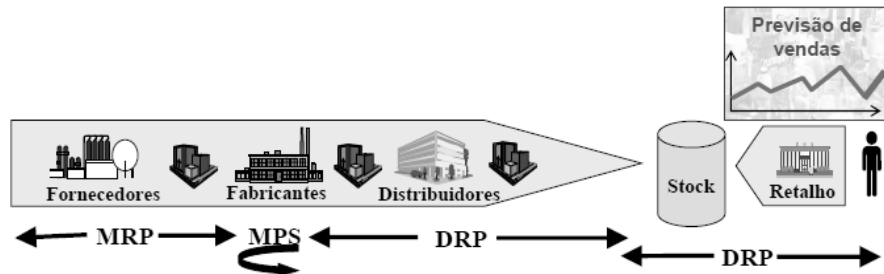 Previsão de
vendas
Fornecedores
Fabricantes
Distribuidores
Stock
Retalho
MRP
MPS
DRP
DRP